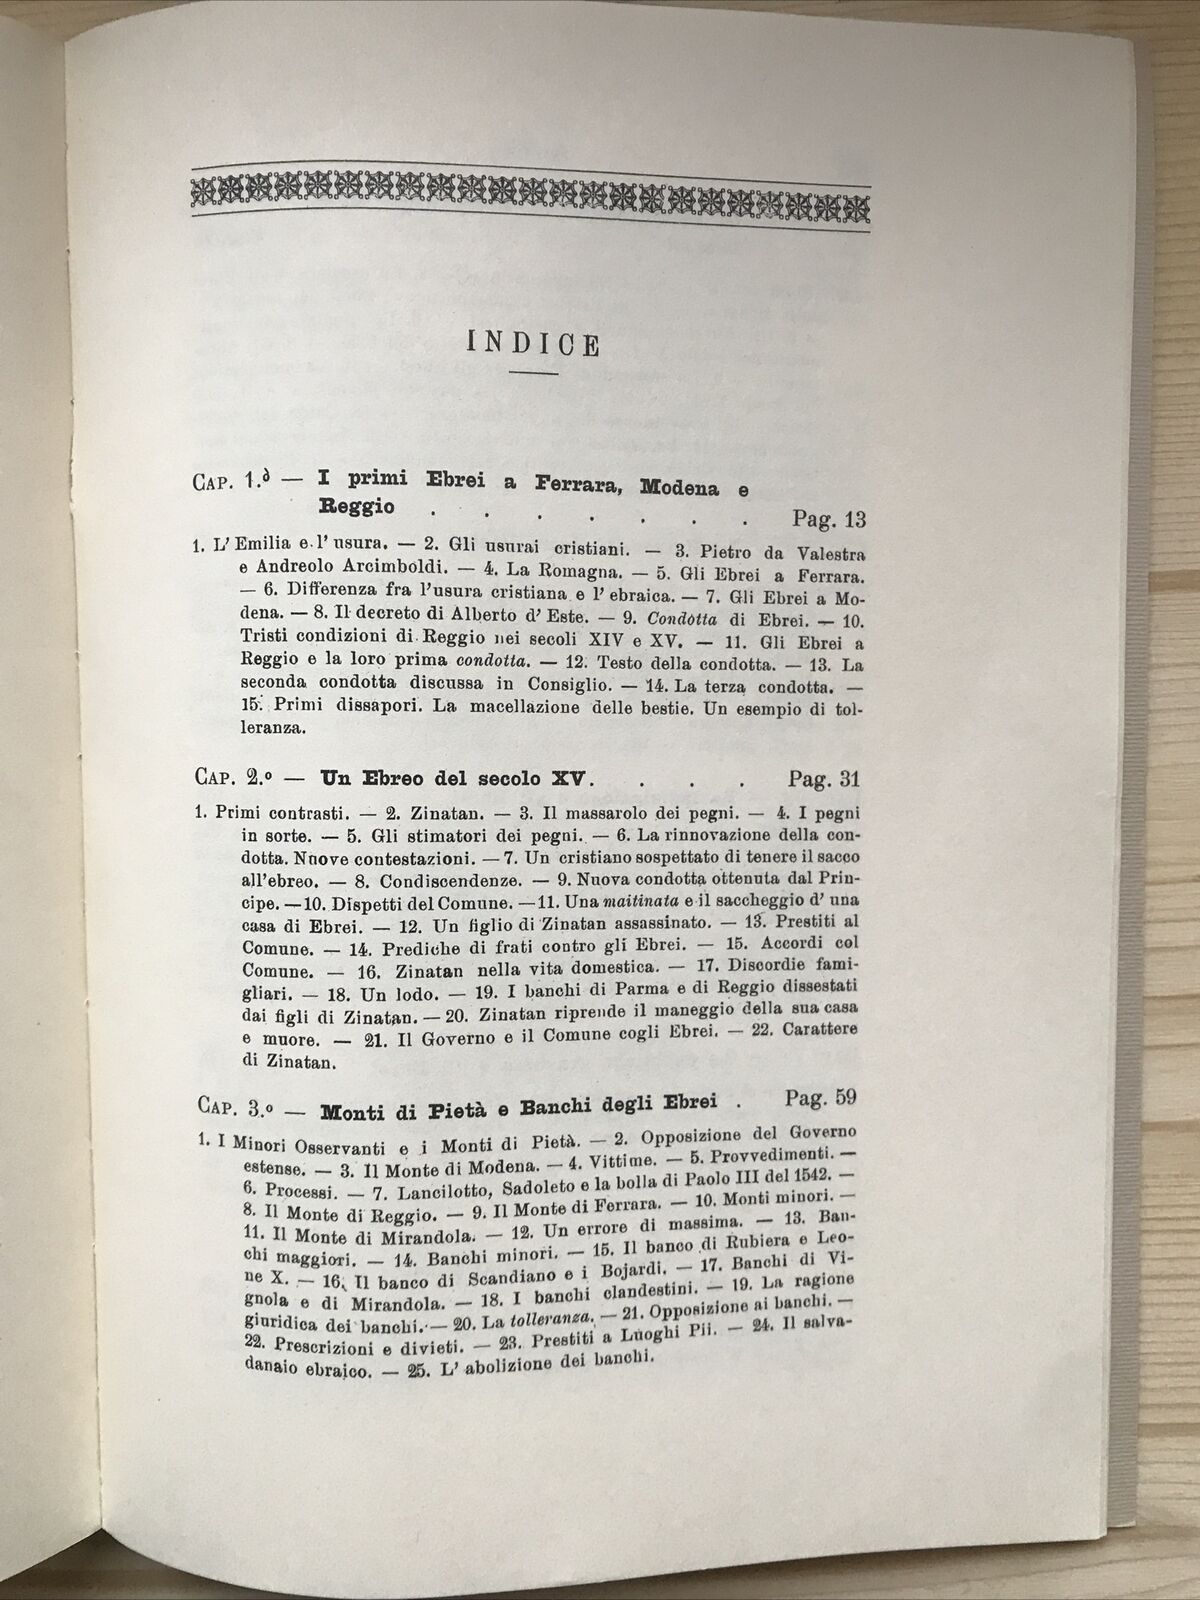 INDICE
CAP. 1.º — I primi Ebrei a Ferrara, Modena e
Reggio . . . . . . . Pag. 13
1. L' Emilia e l' usura. — 2. Gli usurai cristiani. — 3. Pietro da Valestra
e Andreolo Arcimboldi. — 4. La Romagna. — 5. Gli Ebrei a Ferrara.
— 6. Differenza fra l'usura cristiana e l' ebraica. — 7. Gli Ebrei a Mo-
dena. — 8. Il decreto di Alberto d' Este. — 9. Condotta di Ebrei. — 10.
Tristi condizioni di Reggio nei secoli XIV e XV. — 11. Gli Ebrei a
Reggio e la loro prima condotta. — 12. Testo della condotta. — 13. La
seconda condotta discussa in Consiglio. — 14. La terza condotta. —
15. Primi dissapori. La macellazione delle bestie. Un esempio di tol-
leranza.
CAP. 2.º — Un Ebreo del secolo XV. . . . Pag. 31
1. Primi contrasti. — 2. Zinatan. — 3. Il massarolo dei pegni. — 4. I pegni
in sorte. — 5. Gli stimatori dei pegni. — 6. La rinnovazione della con-
dotta. Nnove contestazioni. — 7. Un cristiano sospettato di tenere il sacco
all'ebreo. — 8. Condiscendenze. — 9. Nuova condotta ottenuta dal Prin-
cipe. — 10. Dispetti del Comune. — 11. Una maitinata e il saccheggio d' una
casa di Ebrei. — 12. Un figlio di Zinatan assassinato. — 13. Prestiti al
Comune. — 14. Prediche di frati contro gli Ebrei. — 15. Accordi col
Comune. — 16. Zinatan nella vita domestica. — 17. Discordie fami-
gliari. — 18. Un lodo. — 19. I banchi di Parma e di Reggio dissestati
dai figli di Zinatan. — 20. Zinatan riprende il maneggio della sua casa
e muore. — 21. Il Governo e il Comune cogli Ebrei. — 22. Carattere
di Zinatan.
CAP. 3.º — Monti di Pietà e Banchi degli Ebrei . Pag. 59
1. I Minori Osservanti e i Monti di Pietà. — 2. Opposizione del Governo
estense. — 3. Il Monte di Modena. — 4. Vittime. — 5. Provvedimenti. —
6. Processi. — 7. Lancilotto, Sadoleto e la bolla di Paolo III del 1542. —
8. Il Monte di Reggio. — 9. Il Monte di Ferrara. — 10. Monti minori. —
11. Il Monte di Mirandola. — 12. Un errore di massima. — 13. Ban-
chi maggiori. — 14. Banchi minori. — 15. Il banco di Rubiera e Leo-
ne X. — 16. Il banco di Scandiano e i Bojardi. — 17. Banchi di Vi-
gnola e di Mirandola. — 18. I banchi clandestini. — 19. La ragione
giuridica dei banchi. — 20. La tolleranza. — 21. Opposizione ai banchi. —
22. Prescrizioni e divieti. — 23. Prestiti a Luoghi Pii. — 24. Il salva-
danaio ebraico. — 25. L' abolizione dei banchi.